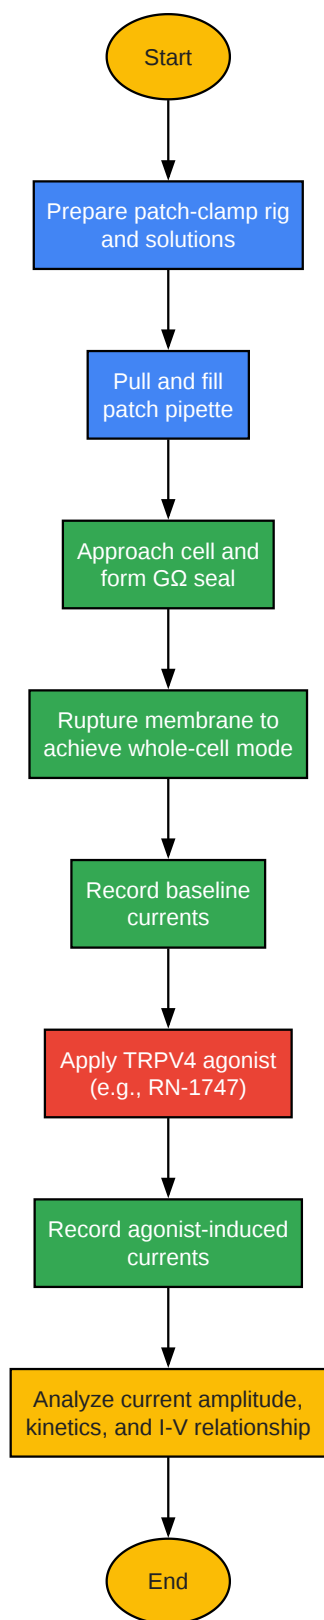 Start
Prepare patch-clamp rig
and solutions
Pull and fill
patch pipette
Approach cell and
form GΩ seal
Rupture membrane to
achieve whole-cell mode
Record baseline
currents
Apply TRPV4 agonist
(e.g., RN-1747)
Record agonist-induced
currents
Analyze current amplitude,
kinetics, and I-V relationship
End